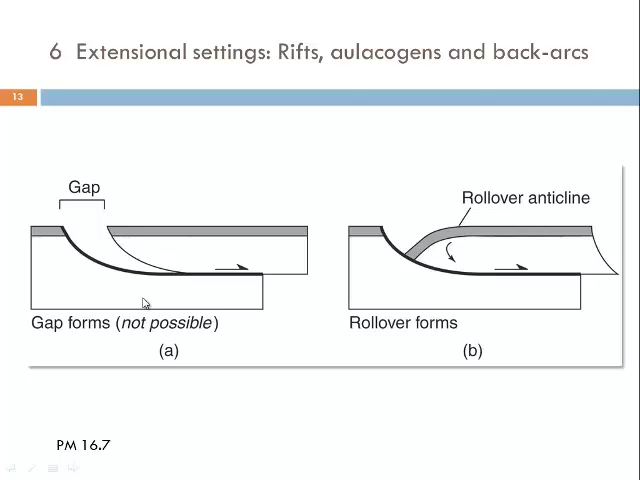 6 Extensional settings: Rifts, aulacogens and back-arcs
13
Gap
Rollover anticline
Gap forms (not possible)
Rollover forms
(a)
(b)
PM 16.7